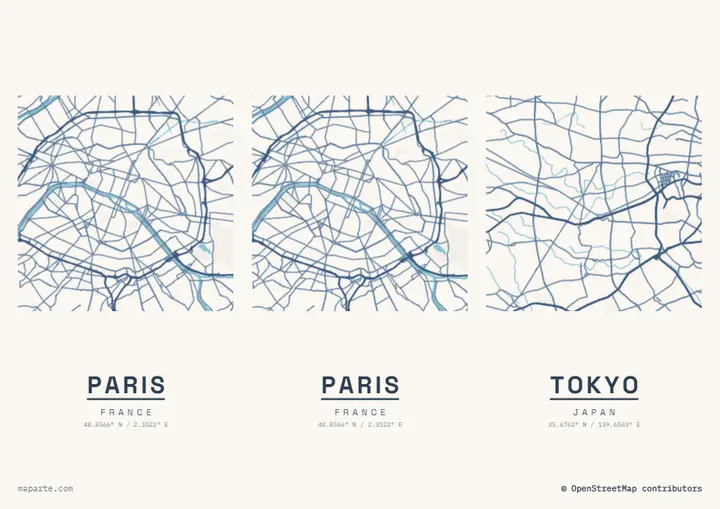 PARIS
FRANCE
48.8566° N / 2.3522° E
PARIS
FRANCE
48.8566° N / 2.3522° E
TOKYO
JAPAN
35.6762° N / 139.6503° E
maparte.com
© OpenStreetMap contributors